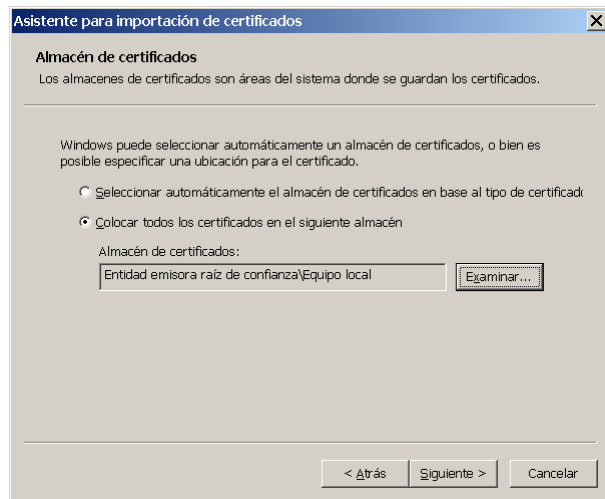 Asistente para importación de certificados
Almacén de certificados
Los almacenes de certificados son áreas del sistema donde se guardan los certificados.
Windows puede seleccionar automáticamente un almacén de certificados, o bien es
posible especificar una ubicación para el certificado.
Seleccionar automáticamente el almacén de certificados en base al tipo de certificado
Colocar todos los certificados en el siguiente almacén
Almacén de certificados:
Entidad emisora raíz de confianza\Equipo local
Examinar...
< Atrás
Siguiente >
Cancelar